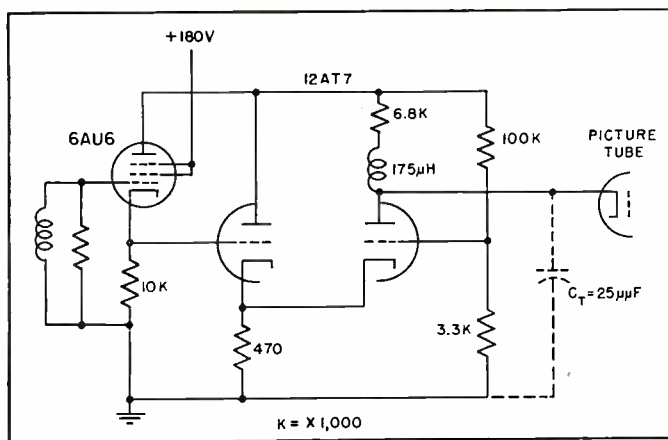 +180V
12AT7
6AU6
6.8K
100K
PICTURE
TUBE
175µH
10K
C_T=25µµF
3.3K
470
K = X 1,000